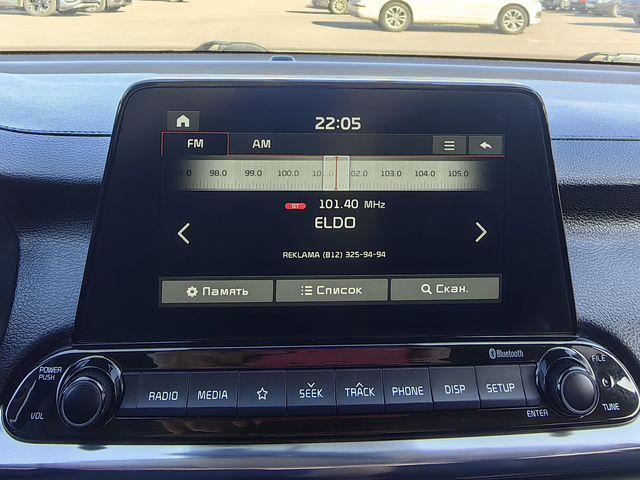 22:05
FM AM
97.0 98.0 99.0 100.0 102.0 103.0 104.0 105.0
ST 101.40 MHz
ELDO
REKLAMA (812) 325-94-94
Память Список Скан.
Bluetooth
POWER PUSH
VOL
RADIO MEDIA SEEK TRACK PHONE DISP SETUP
FILE
ENTER TUNE